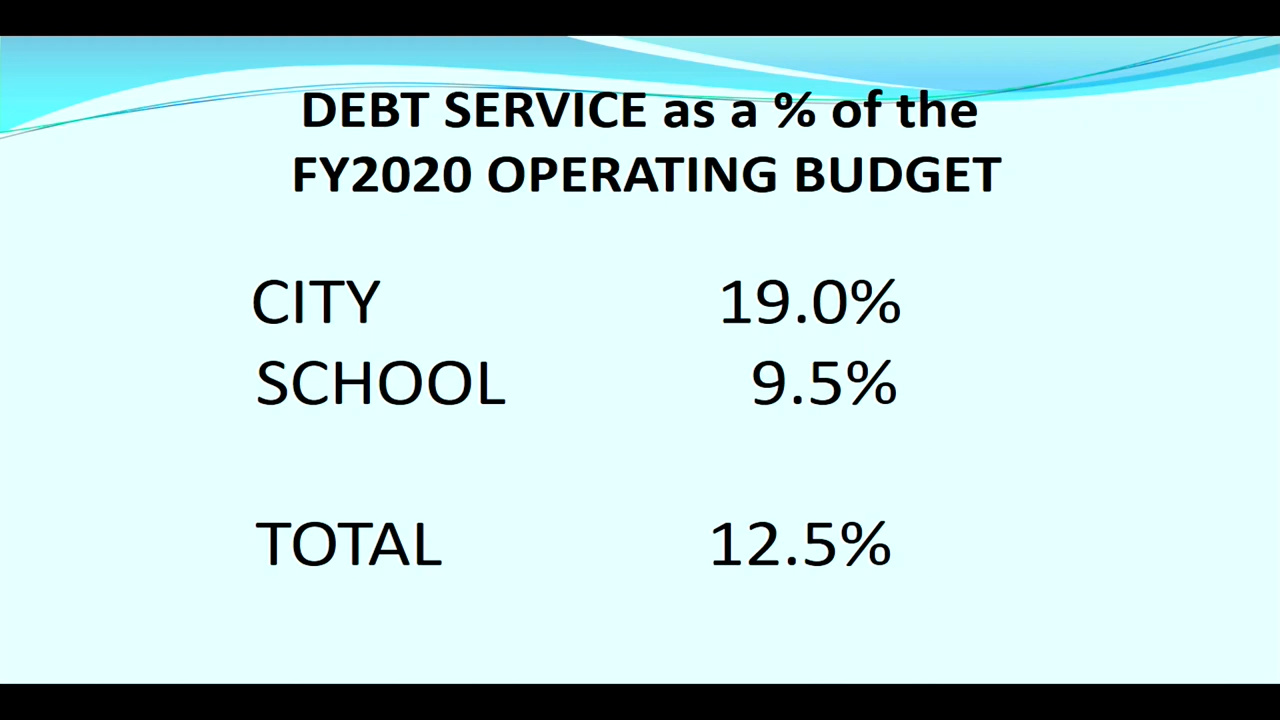 DEBT SERVICE as a % of the
FY2020 OPERATING BUDGET
CITY 19.0%
SCHOOL 9.5%
TOTAL 12.5%